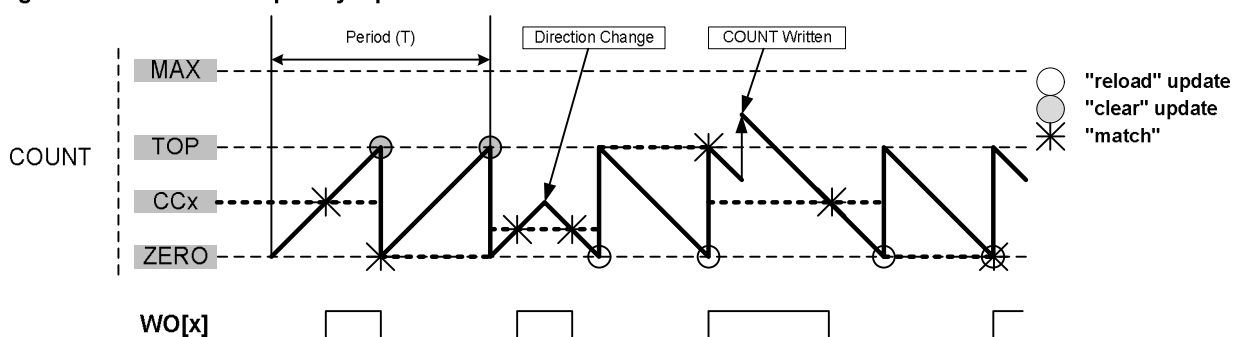 Period (T)
Direction Change
COUNT Written
MAX
"reload" update
"clear" update
TOP
"match"
COUNT
CCx
ZERO
WO[x]